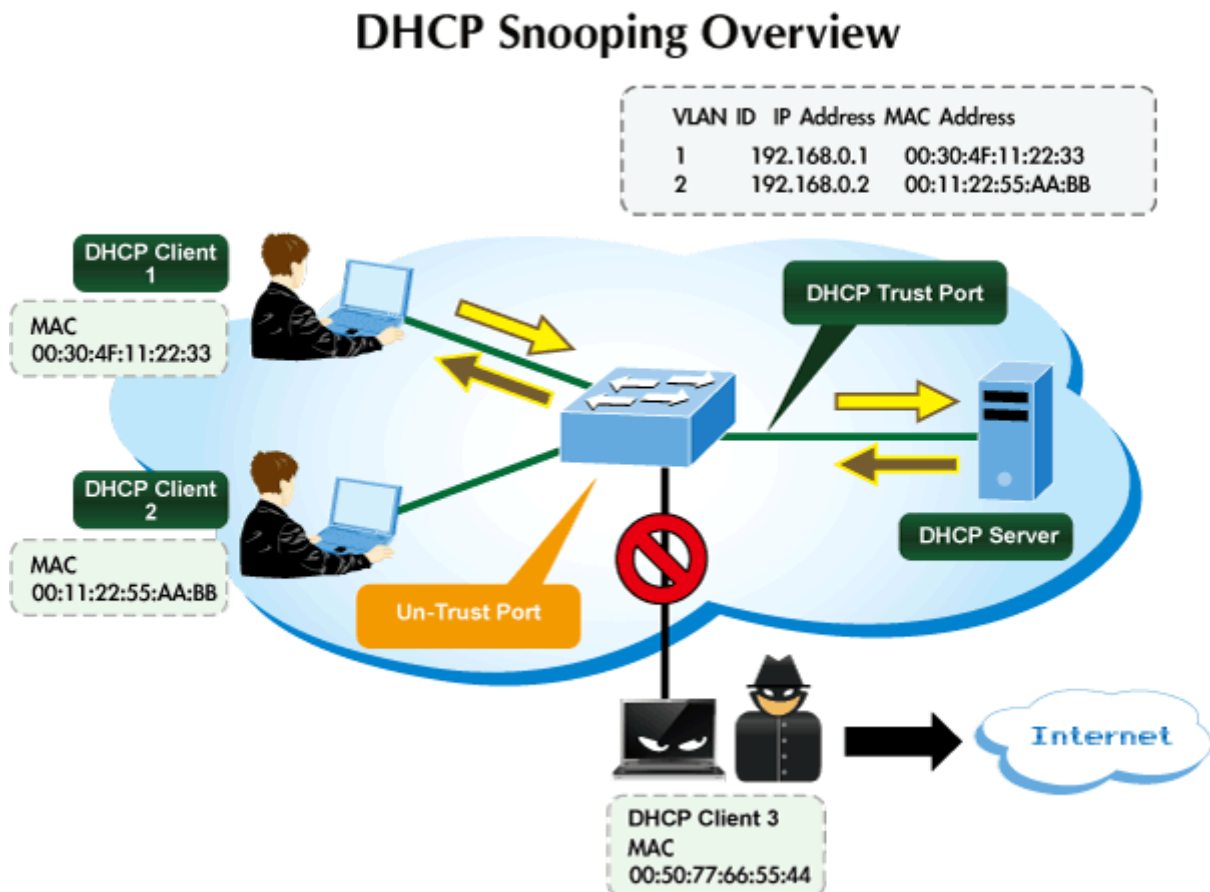 DHCP Snooping Overview
VLAN ID IP Address MAC Address
1 192.168.0.1 00:30:4F:11:22:33
2 192.168.0.2 00:11:22:55:AA:BB
DHCP Client
1
MAC
00:30:4F:11:22:33
DHCP Trust Port
DHCP Client
2
MAC
00:11:22:55:AA:BB
Un-Trust Port
DHCP Server
Internet
DHCP Client 3
MAC
00:50:77:66:55:44